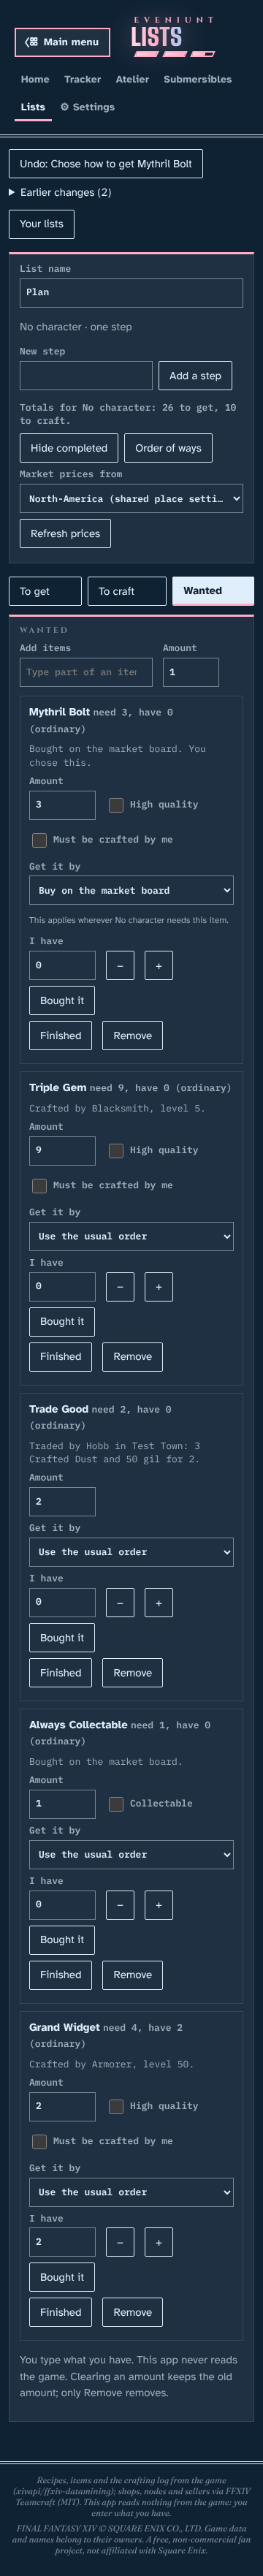 Main menu
EVENIUNT
LISTS
Home Tracker Atelier Submersibles
Lists ⚙ Settings
Undo: Chose how to get Mythril Bolt
▶ Earlier changes (2)
Your lists
List name
Plan
No character · one step
New step
Add a step
Totals for No character: 26 to get, 10
to craft.
Hide completed Order of ways
Market prices from
North-America (shared place setti…
Refresh prices
To get To craft Wanted
WANTED
Add items Amount
Type part of an iter 1
Mythril Bolt need 3, have 0
(ordinary)
Bought on the market board. You
chose this.
Amount
3 High quality
Must be crafted by me
Get it by
Buy on the market board
This applies wherever No character needs this item.
I have
0 − +
Bought it
Finished Remove
Triple Gem need 9, have 0 (ordinary)
Crafted by Blacksmith, level 5.
Amount
9 High quality
Must be crafted by me
Get it by
Use the usual order
I have
0 − +
Bought it
Finished Remove
Trade Good need 2, have 0
(ordinary)
Traded by Hobb in Test Town: 3
Crafted Dust and 50 gil for 2.
Amount
2
Get it by
Use the usual order
I have
0 − +
Bought it
Finished Remove
Always Collectable need 1, have 0
(ordinary)
Bought on the market board.
Amount
1 Collectable
Get it by
Use the usual order
I have
0 − +
Bought it
Finished Remove
Grand Widget need 4, have 2
(ordinary)
Crafted by Armorer, level 50.
Amount
2 High quality
Must be crafted by me
Get it by
Use the usual order
I have
2 − +
Bought it
Finished Remove
You type what you have. This app never reads
the game. Clearing an amount keeps the old
amount; only Remove removes.
Recipes, items and the crafting log from the game
(xivapi/ffxiv-datamining); shops, nodes and sellers via FFXIV
Teamcraft (MIT). This app reads nothing from the game: you
enter what you have.
FINAL FANTASY XIV © SQUARE ENIX CO., LTD. Game data
and names belong to their owners. A free, non-commercial fan
project, not affiliated with Square Enix.